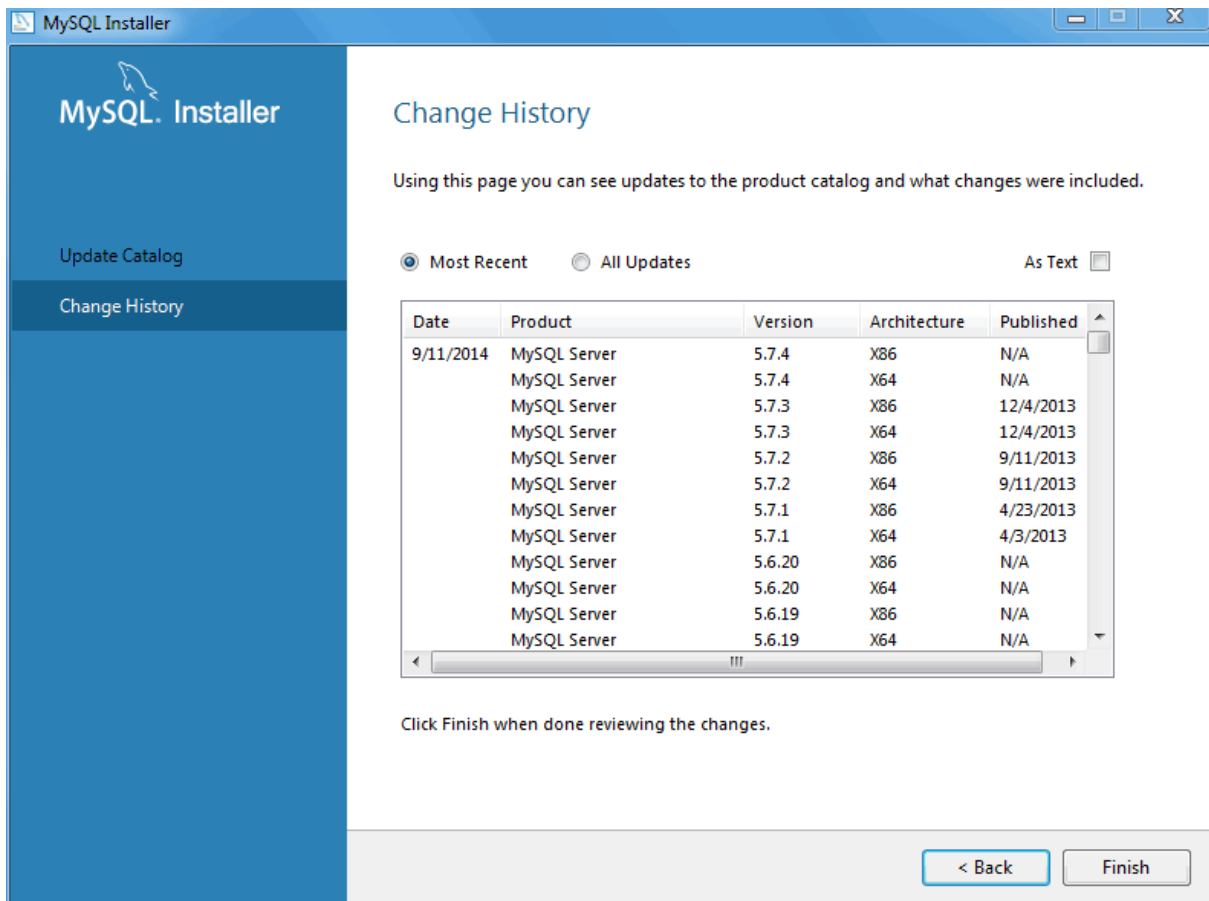 MySQL Installer
MySQL. Installer
Update Catalog
Change History
Change History
Using this page you can see updates to the product catalog and what changes were included.
Most Recent All Updates As Text
Date Product Version Architecture Published
9/11/2014 MySQL Server 5.7.4 X86 N/A
MySQL Server 5.7.4 X64 N/A
MySQL Server 5.7.3 X86 12/4/2013
MySQL Server 5.7.3 X64 12/4/2013
MySQL Server 5.7.2 X86 9/11/2013
MySQL Server 5.7.2 X64 9/11/2013
MySQL Server 5.7.1 X86 4/23/2013
MySQL Server 5.7.1 X64 4/3/2013
MySQL Server 5.6.20 X86 N/A
MySQL Server 5.6.20 X64 N/A
MySQL Server 5.6.19 X86 N/A
MySQL Server 5.6.19 X64 N/A
Click Finish when done reviewing the changes.
< Back Finish